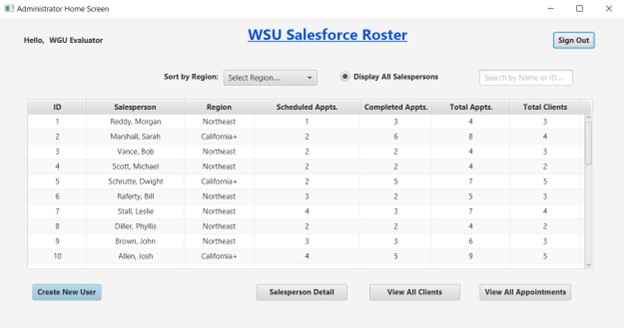 Administrator Home Screen
Hello, WGU Evaluator
WSU Salesforce Roster
Sign Out
Sort by Region: Select Region... Display All Salespersons Search by Name or ID...
ID Salesperson Region Scheduled Appts. Completed Appts. Total Appts. Total Clients
1 Reddy, Morgan Northeast 1 3 4 3
2 Marshall, Sarah California+ 2 6 8 4
3 Vance, Bob Northeast 2 2 4 3
4 Scott, Michael Northeast 2 2 4 2
5 Schrutte, Dwight California+ 2 5 7 5
6 Raferty, Bill Northeast 3 2 5 3
7 Stall, Leslie Northeast 4 3 7 4
8 Diller, Phyllis Northeast 2 2 4 2
9 Brown, John Northeast 3 3 6 3
10 Allen, Josh California+ 4 5 9 5
Create New User Salesperson Detail View All Clients View All Appointments